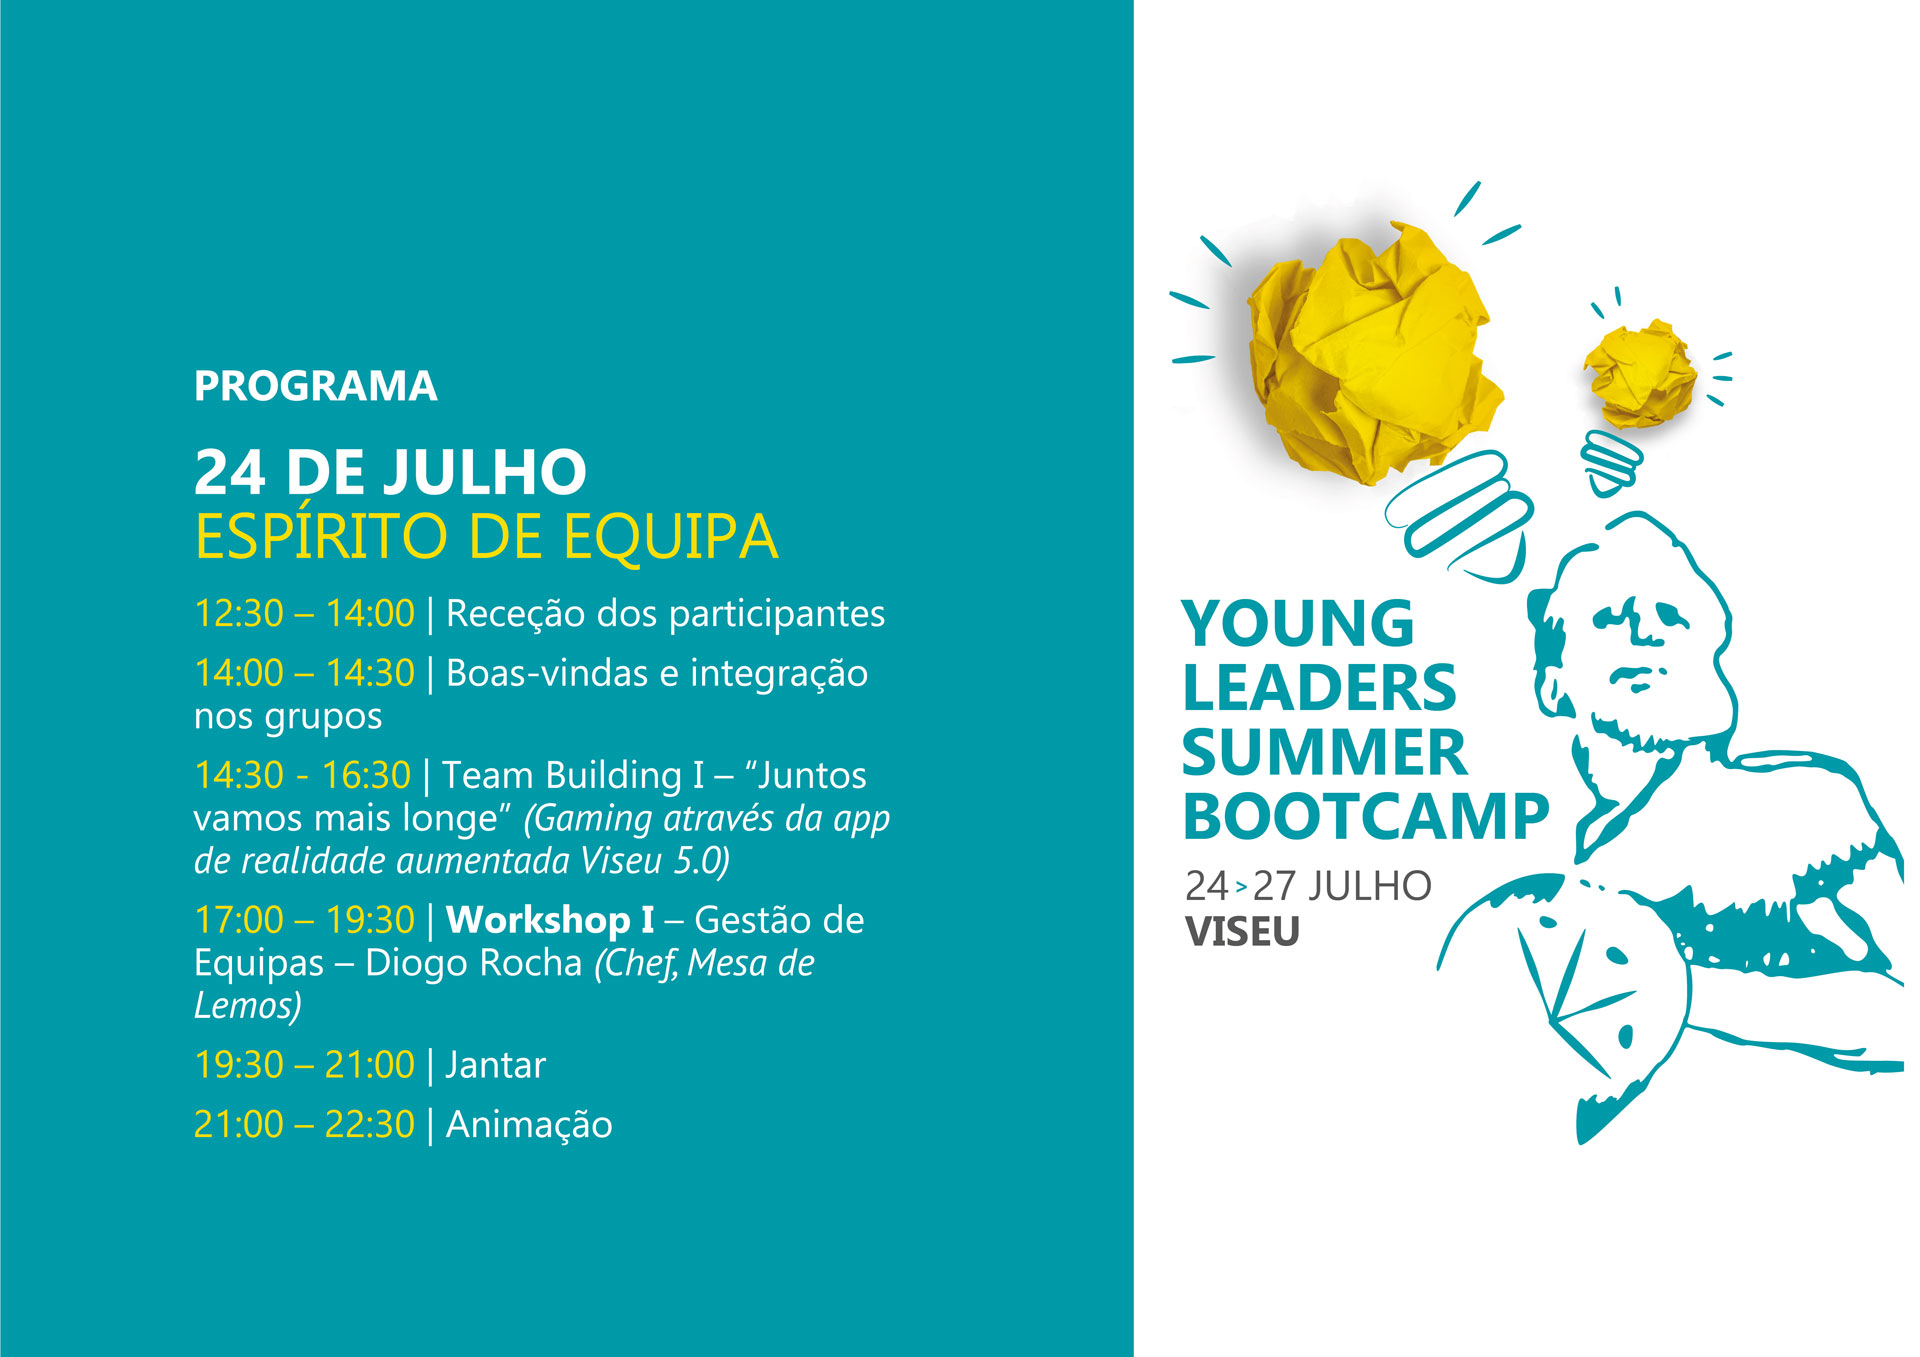 PROGRAMA
24 DE JULHO
ESPÍRITO DE EQUIPA
12:30 – 14:00 | Receção dos participantes
14:00 – 14:30 | Boas-vindas e integração
nos grupos
14:30 - 16:30 | Team Building I – “Juntos
vamos mais longe” (Gaming através da app
de realidade aumentada Viseu 5.0)
17:00 – 19:30 | Workshop I – Gestão de
Equipas – Diogo Rocha (Chef, Mesa de
Lemos)
19:30 – 21:00 | Jantar
21:00 – 22:30 | Animação
YOUNG
LEADERS
SUMMER
BOOTCAMP
24 > 27 JULHO
VISEU